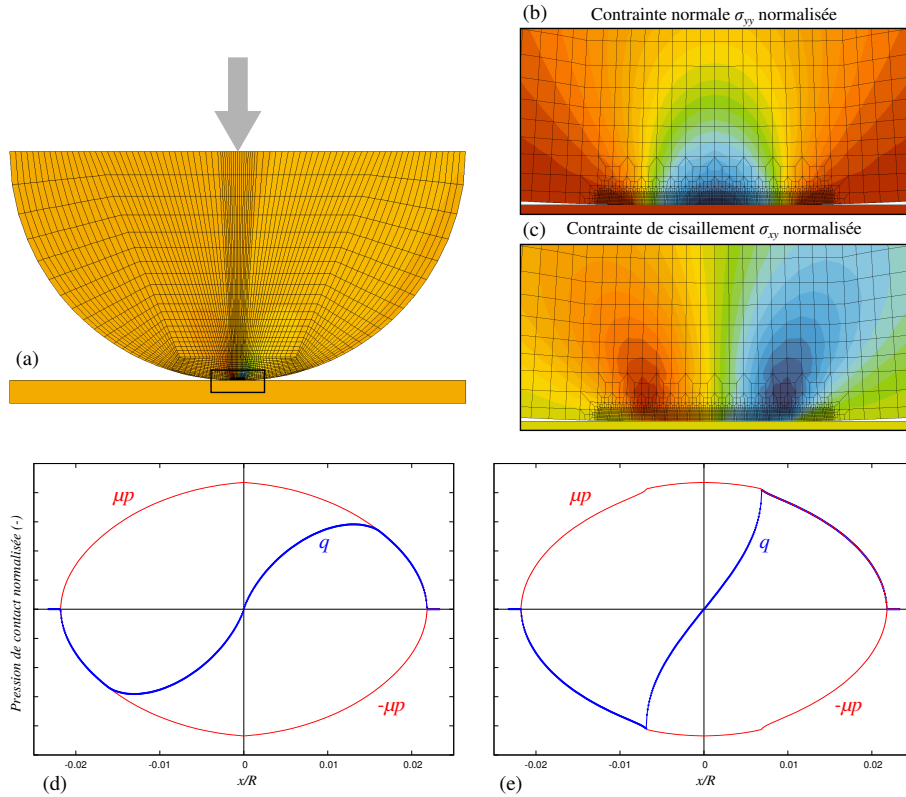 (b) Contrainte normale σyy normalisée
(a)
(c) Contrainte de cisaillement σxy normalisée
Pression de contact normalisée (-)
μp
q
-μp
-0.02 -0.01 0 0.01 0.02
x/R
(d)
μp
q
-μp
-0.02 -0.01 0 0.01 0.02
x/R
(e)